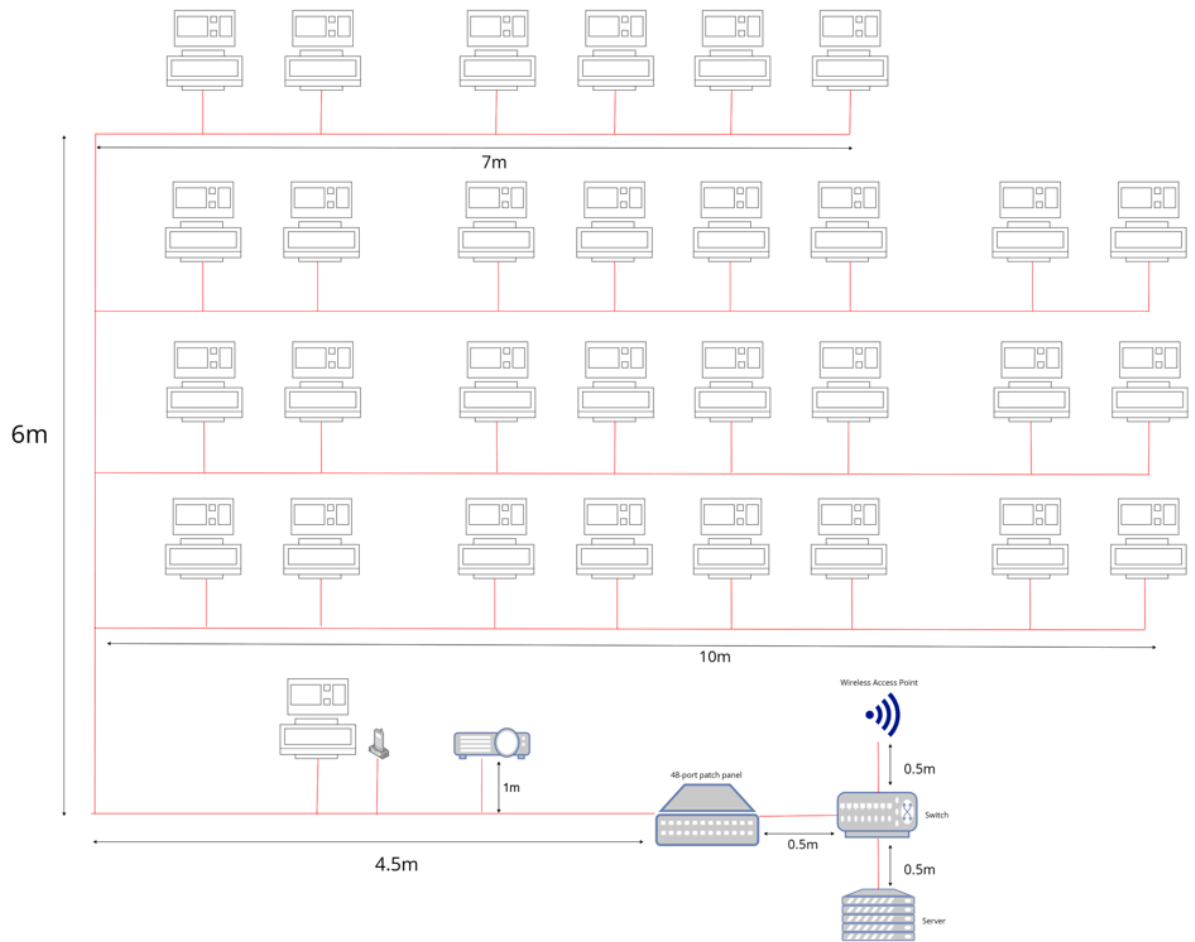 7m
6m
10m
Wireless Access Point
0.5m
1m
48-port patch panel
Switch
0.5m
4.5m
0.5m
Server